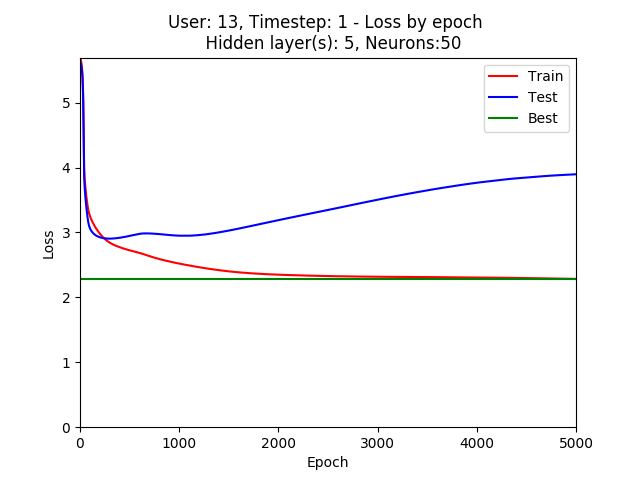 User: 13, Timestep: 1 - Loss by epoch
Hidden layer(s): 5, Neurons:50
Train
Test
Best
Loss
5
4
3
2
1
0
0 1000 2000 3000 4000 5000
Epoch